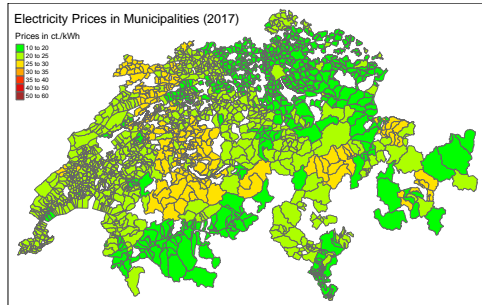 Electricity Prices in Municipalities (2017)
Prices in ct./kWh
10 to 20
20 to 25
25 to 30
30 to 35
35 to 40
40 to 50
50 to 60